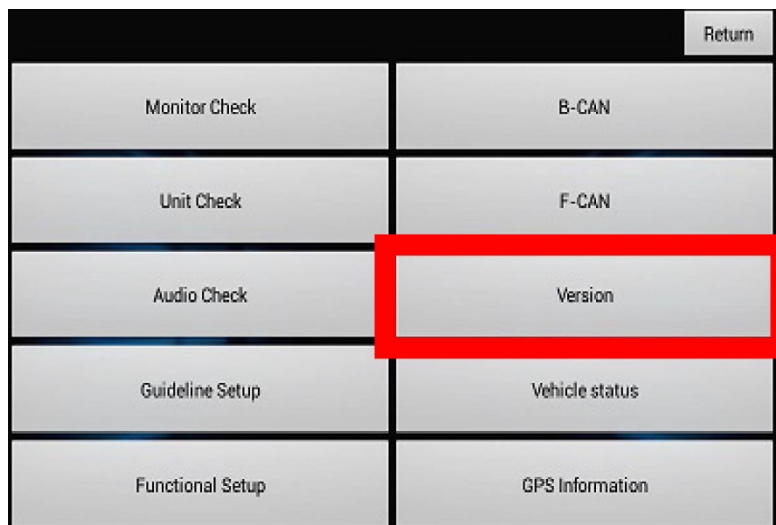 Return
Monitor Check
B-CAN
Unit Check
F-CAN
Audio Check
Version
Guideline Setup
Vehicle status
Functional Setup
GPS Information